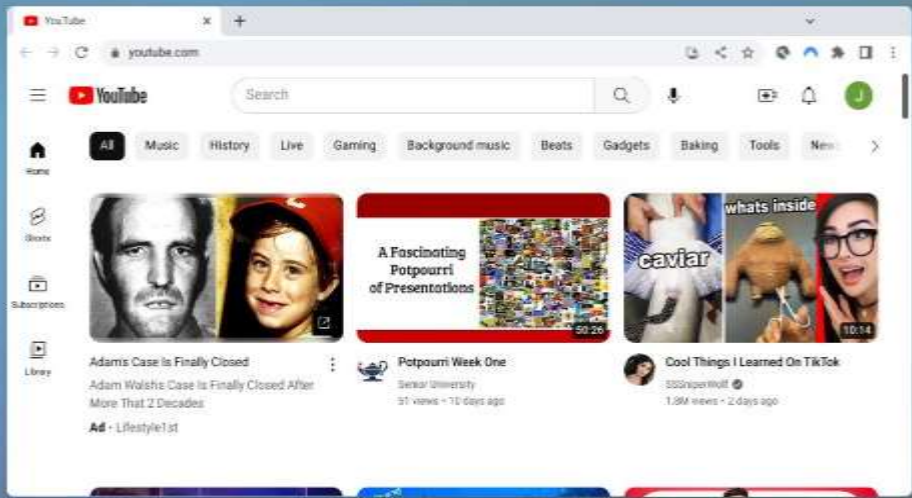 YouTube
youtube.com
YouTube
Search
J
All Music History Live Gaming Background music Beats Gadgets Baking Tools New
Home
Shorts
Subscriptions
Library
A Fascinating
Potpourri
of Presentations
50:26
caviar
whats inside
10:14
Adam's Case Is Finally Closed
Adam Walsh's Case Is Finally Closed After
More That 2 Decades
Ad - Lifestyle1st
Potpourri Week One
Senior University
51 views • 10 days ago
Cool Things I Learned On TikTok
SSSniperWolf
1.8M views • 2 days ago